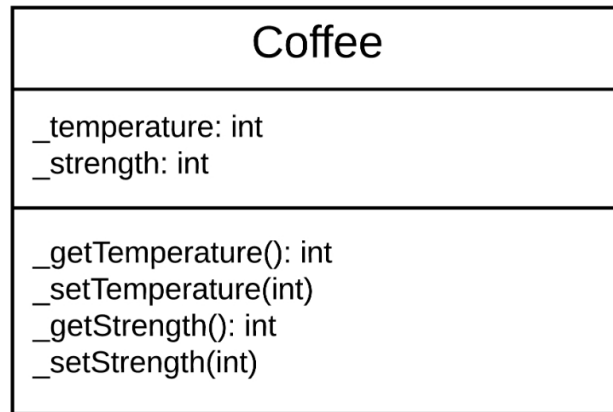 Coffee
_temperature: int
_strength: int
_getTemperature(): int
_setTemperature(int)
_getStrength(): int
_setStrength(int)